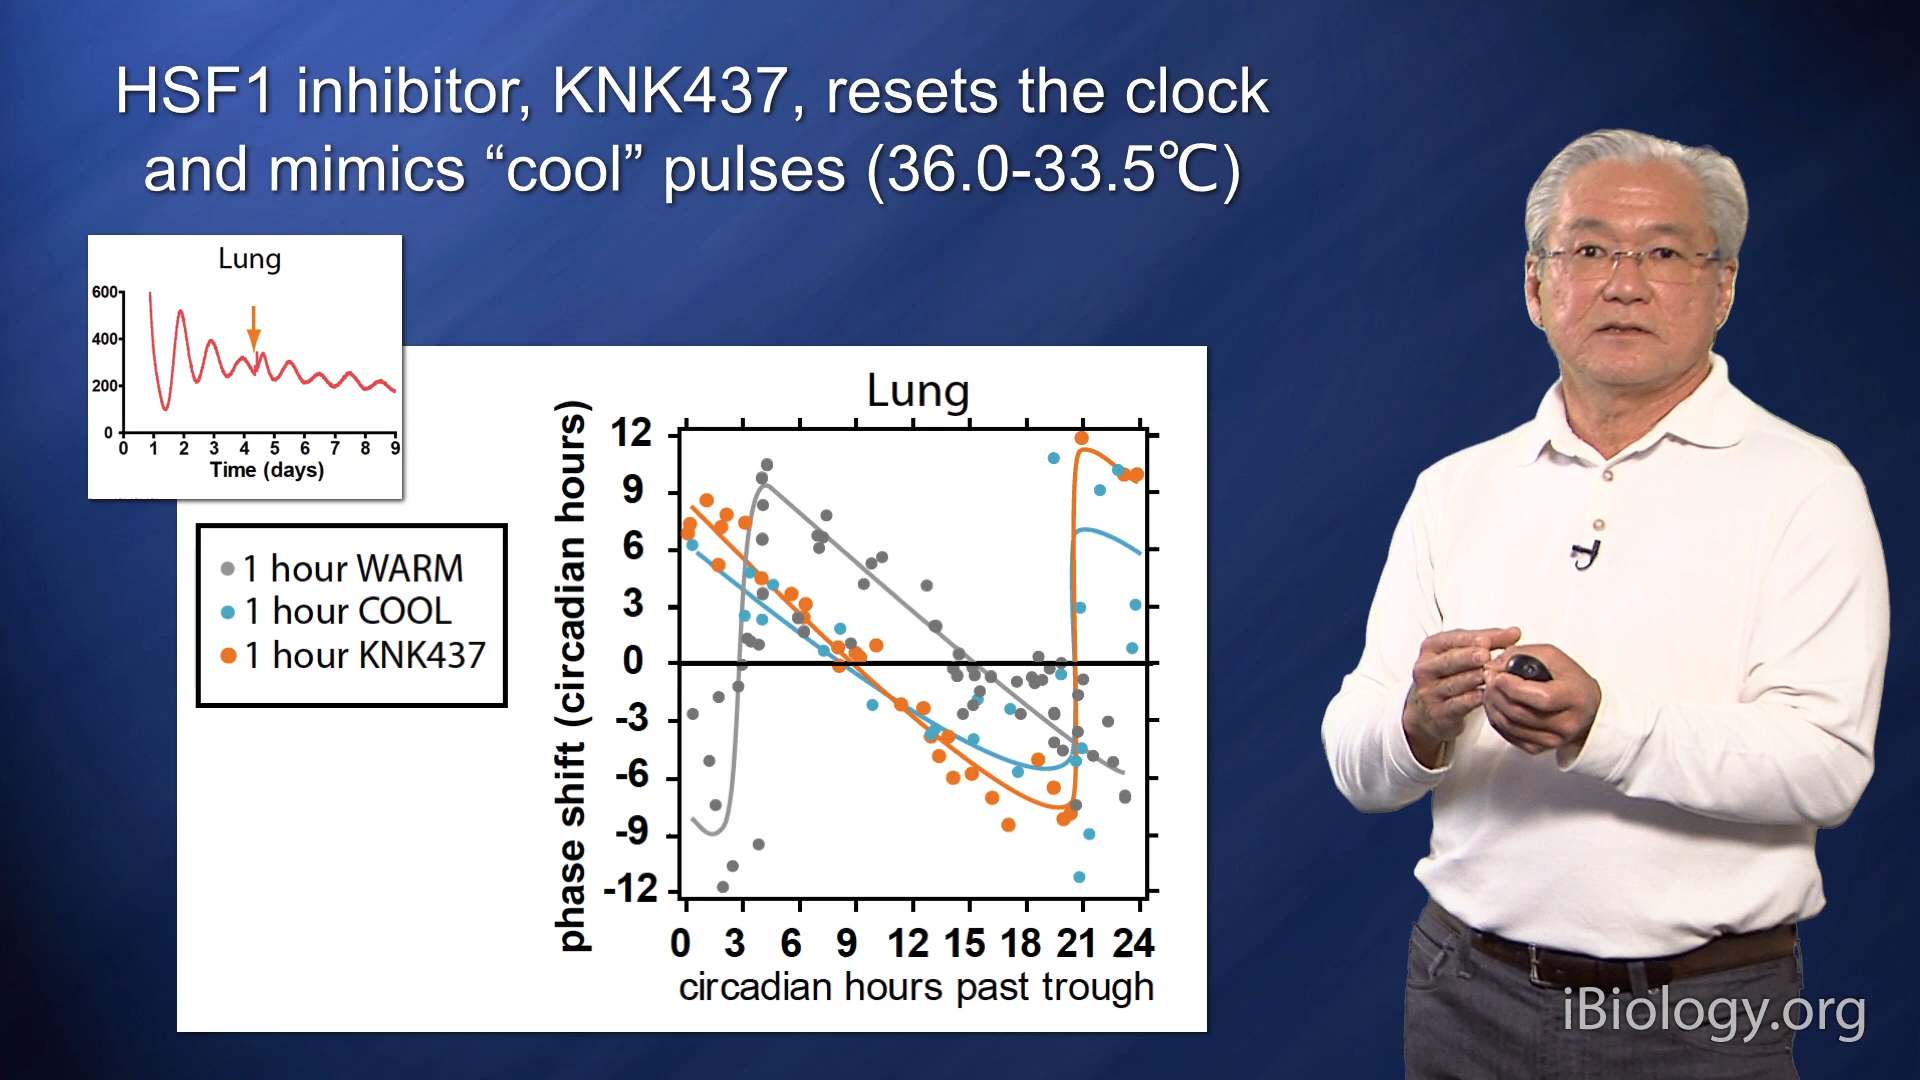 HSF1 inhibitor, KNK437, resets the clock
and mimics “cool” pulses (36.0-33.5℃)
Lung
600
400
200
0
0 1 2 3 4 5 6 7 8 9
Time (days)
1 hour WARM
1 hour COOL
1 hour KNK437
Lung
phase shift (circadian hours)
12
9
6
3
0
-3
-6
-9
-12
0 3 6 9 12 15 18 21 24
circadian hours past trough
iBiology.org